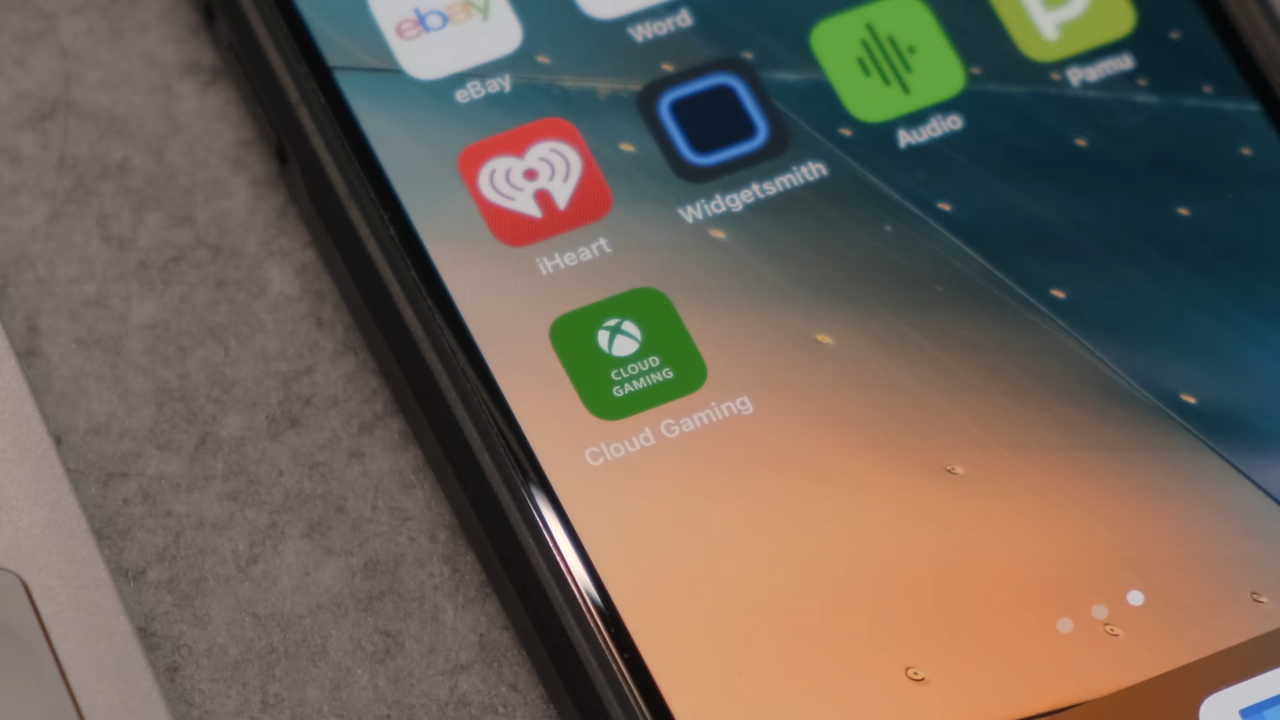 ebay
eBay
Word
Audio
Pamu
iHeart
Widgetsmith
CLOUD
GAMING
Cloud Gaming